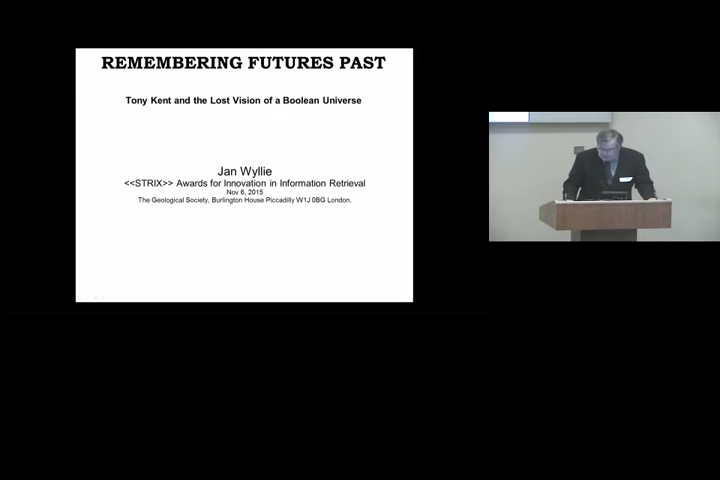 REMEMBERING FUTURES PAST
Tony Kent and the Lost Vision of a Boolean Universe
Jan Wyllie
<<STRIX>> Awards for Innovation in Information Retrieval
Nov 6, 2015
The Geological Society, Burlington House Piccadilly W1J 0BG London.